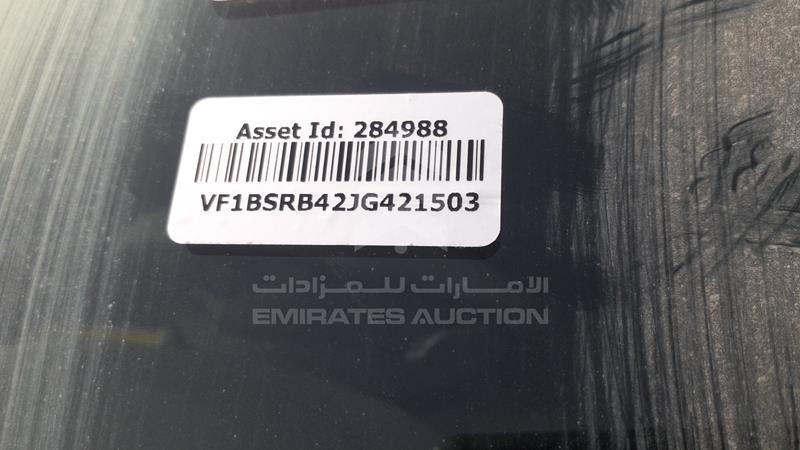 Asset Id: 284988
VF1BSRB42JG421503
الامارات للمزادات
EMIRATES AUCTION